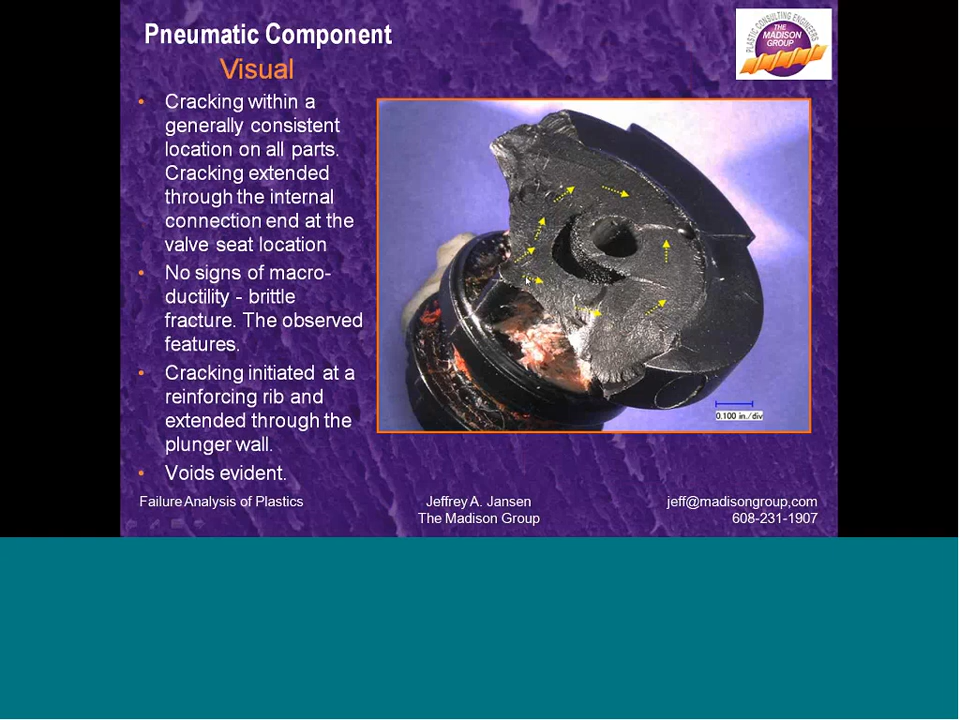 Pneumatic Component
Visual
PLASTIC CONSULTING ENGINEERS
THE
MADISON
GROUP
• Cracking within a
generally consistent
location on all parts.
Cracking extended
through the internal
connection end at the
valve seat location
• No signs of macro-
ductility - brittle
fracture. The observed
features.
• Cracking initiated at a
reinforcing rib and
extended through the
plunger wall.
• Voids evident.
0.100 in./div
Failure Analysis of Plastics
Jeffrey A. Jansen
The Madison Group
jeff@madisongroup,com
608-231-1907